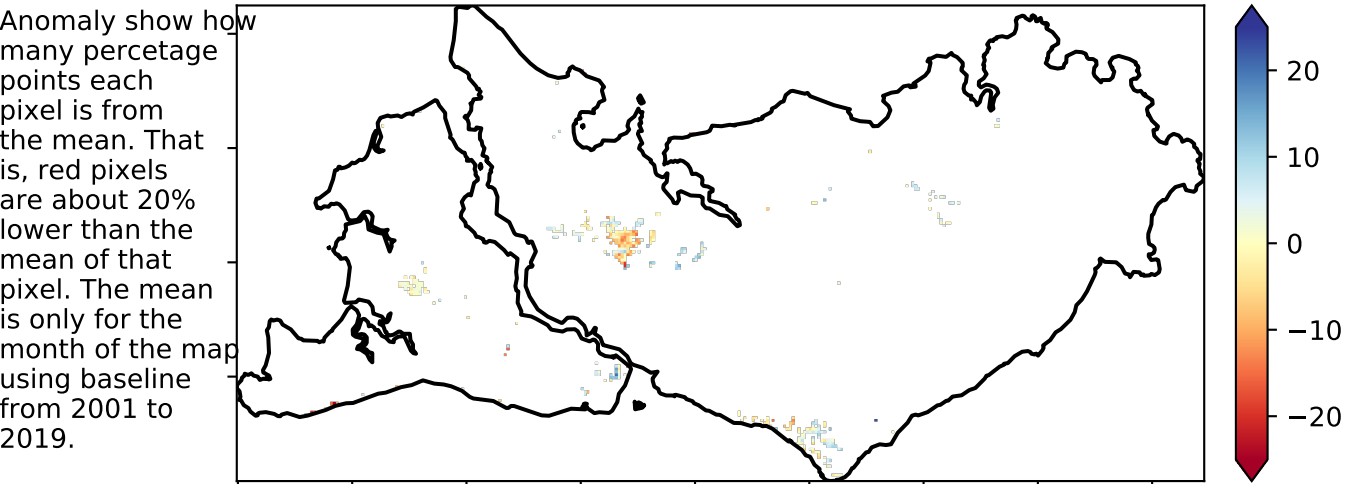 Anomaly show how
many percetage
points each
pixel is from
the mean. That
is, red pixels
are about 20%
lower than the
mean of that
pixel. The mean
is only for the
month of the map
using baseline
from 2001 to
2019.
20
10
0
−10
−20